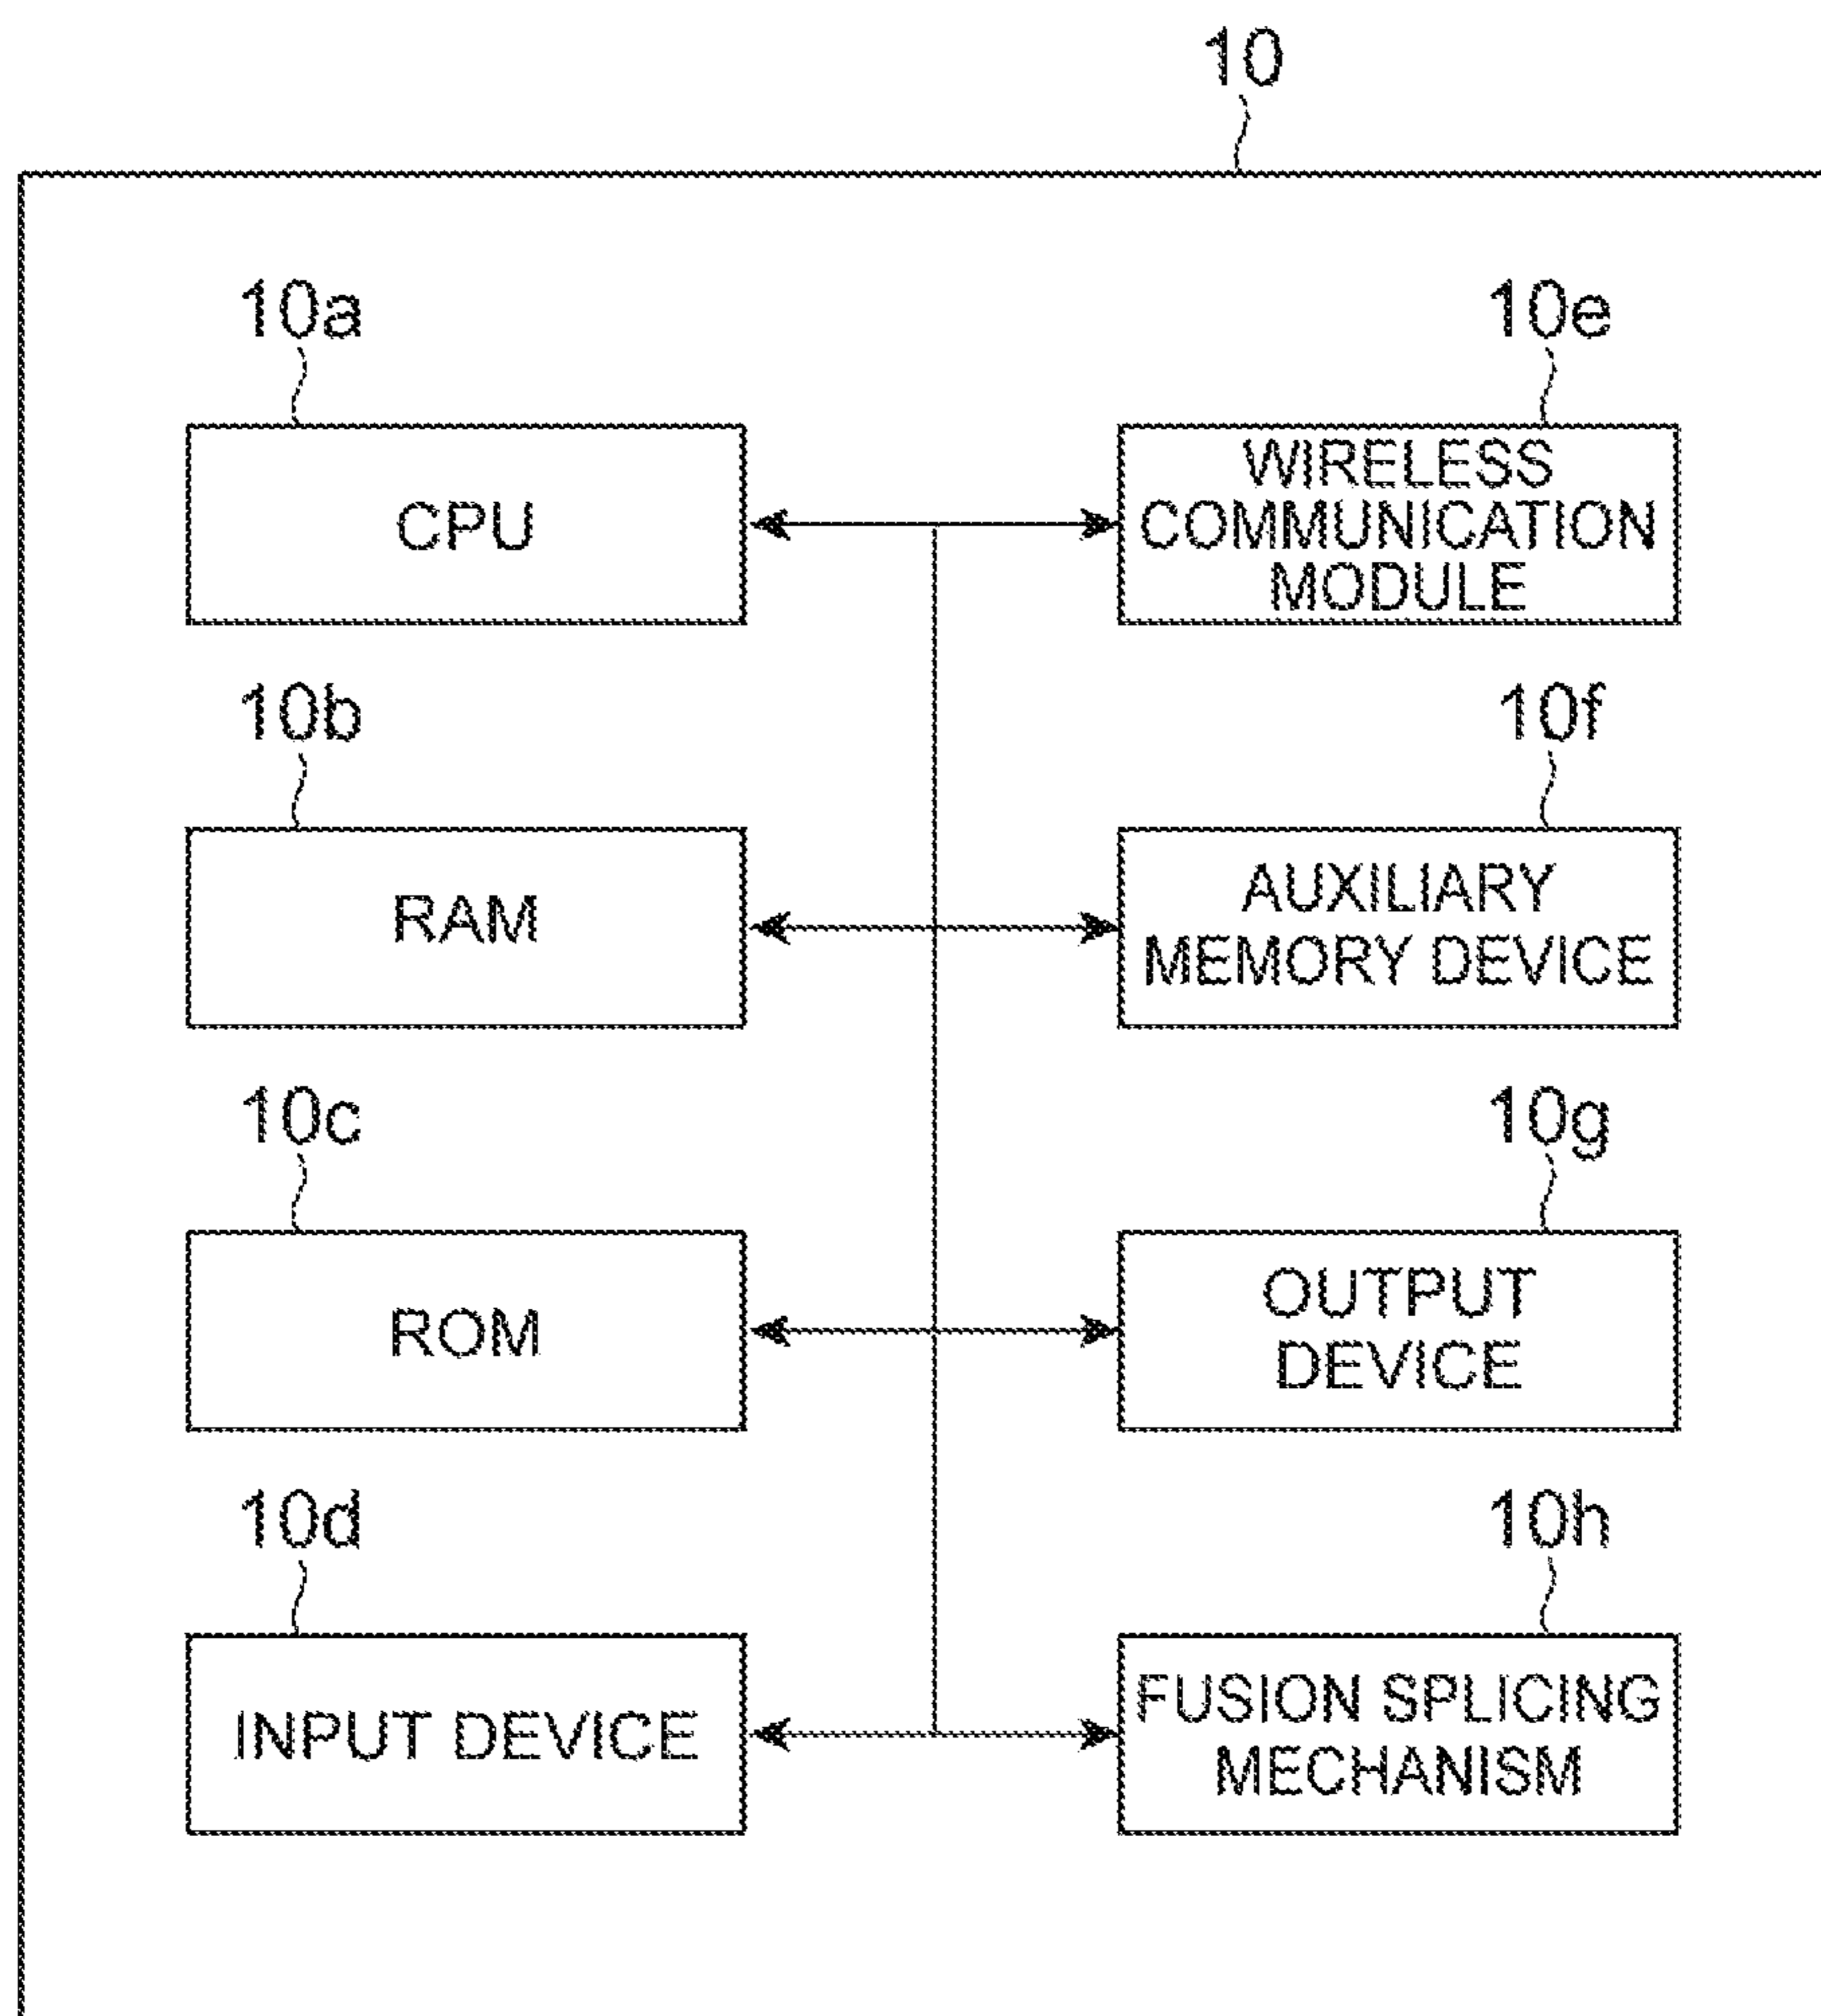 10
10a
CPU
10b
RAM
10c
ROM
10d
INPUT DEVICE
10e
WIRELESS
COMMUNICATION
MODULE
10f
AUXILIARY
MEMORY DEVICE
10g
OUTPUT
DEVICE
10h
FUSION SPLICING
MECHANISM